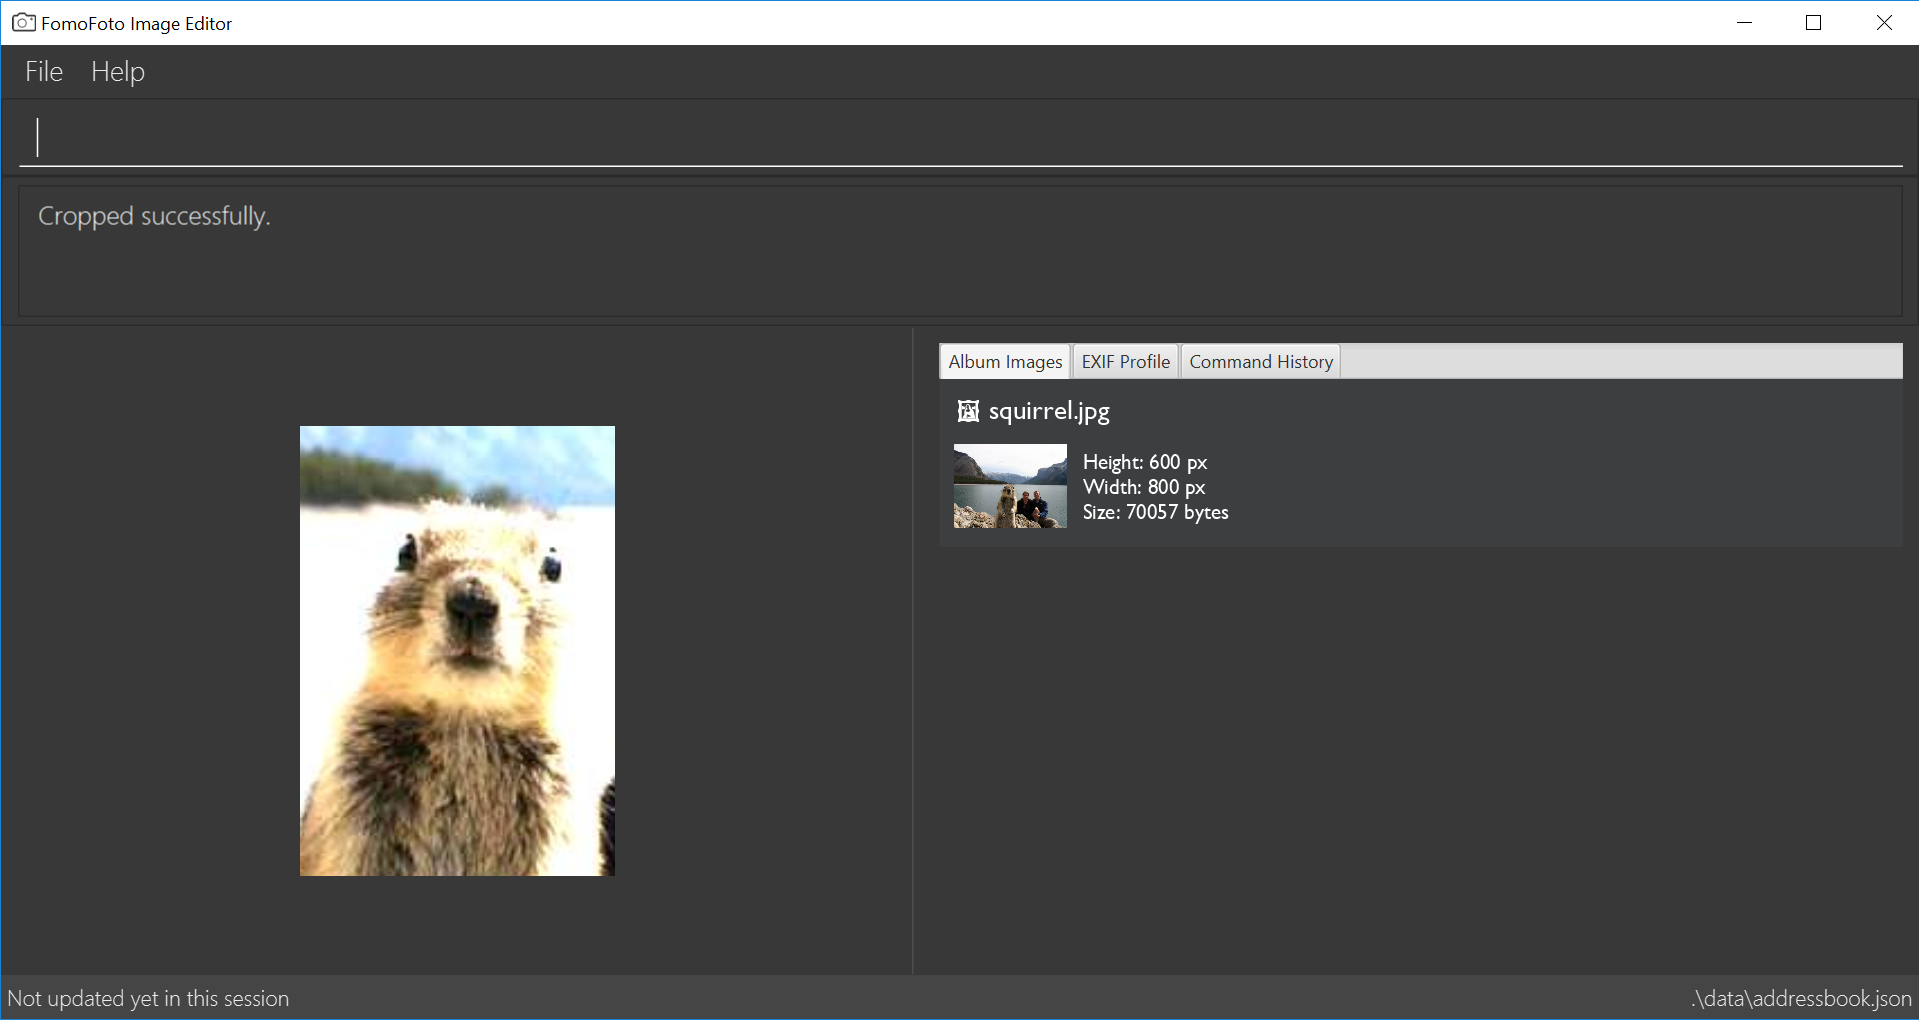 FomoFoto Image Editor
File Help
Cropped successfully.
Album Images EXIF Profile Command History
squirrel.jpg
Height: 600 px
Width: 800 px
Size: 70057 bytes
Not updated yet in this session .\data\addressbook.json